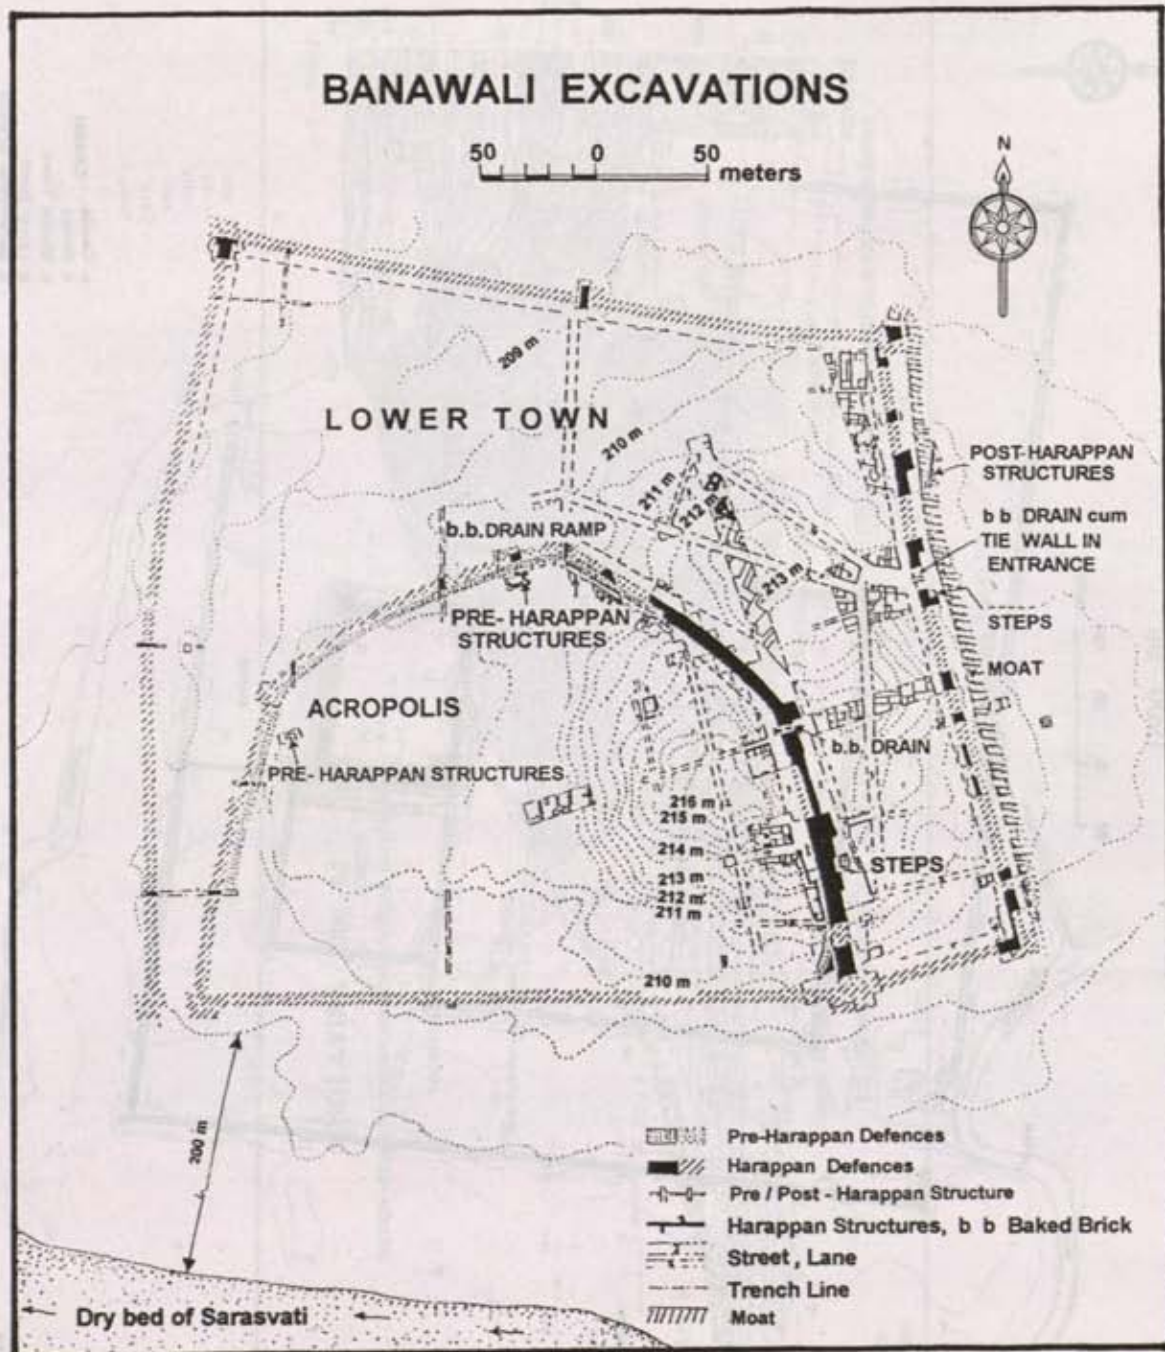 BANAWALI EXCAVATIONS
50 0 50
meters
N
209 m
LOWER TOWN
210 m
211 m
212 m
213 m
POST-HARAPPAN
STRUCTURES
b b DRAIN cum
TIE WALL IN
ENTRANCE
STEPS
MOAT
b.b. DRAIN RAMP
PRE-HARAPPAN
STRUCTURES
ACROPOLIS
PRE-HARAPPAN STRUCTURES
b.b. DRAIN
216 m
215 m
214 m
213 m
212 m
211 m
STEPS
210 m
200 m
Pre-Harappan Defences
Harappan Defences
Pre / Post - Harappan Structure
Harappan Structures, b b Baked Brick
Street, Lane
Trench Line
Moat
Dry bed of Sarasvati